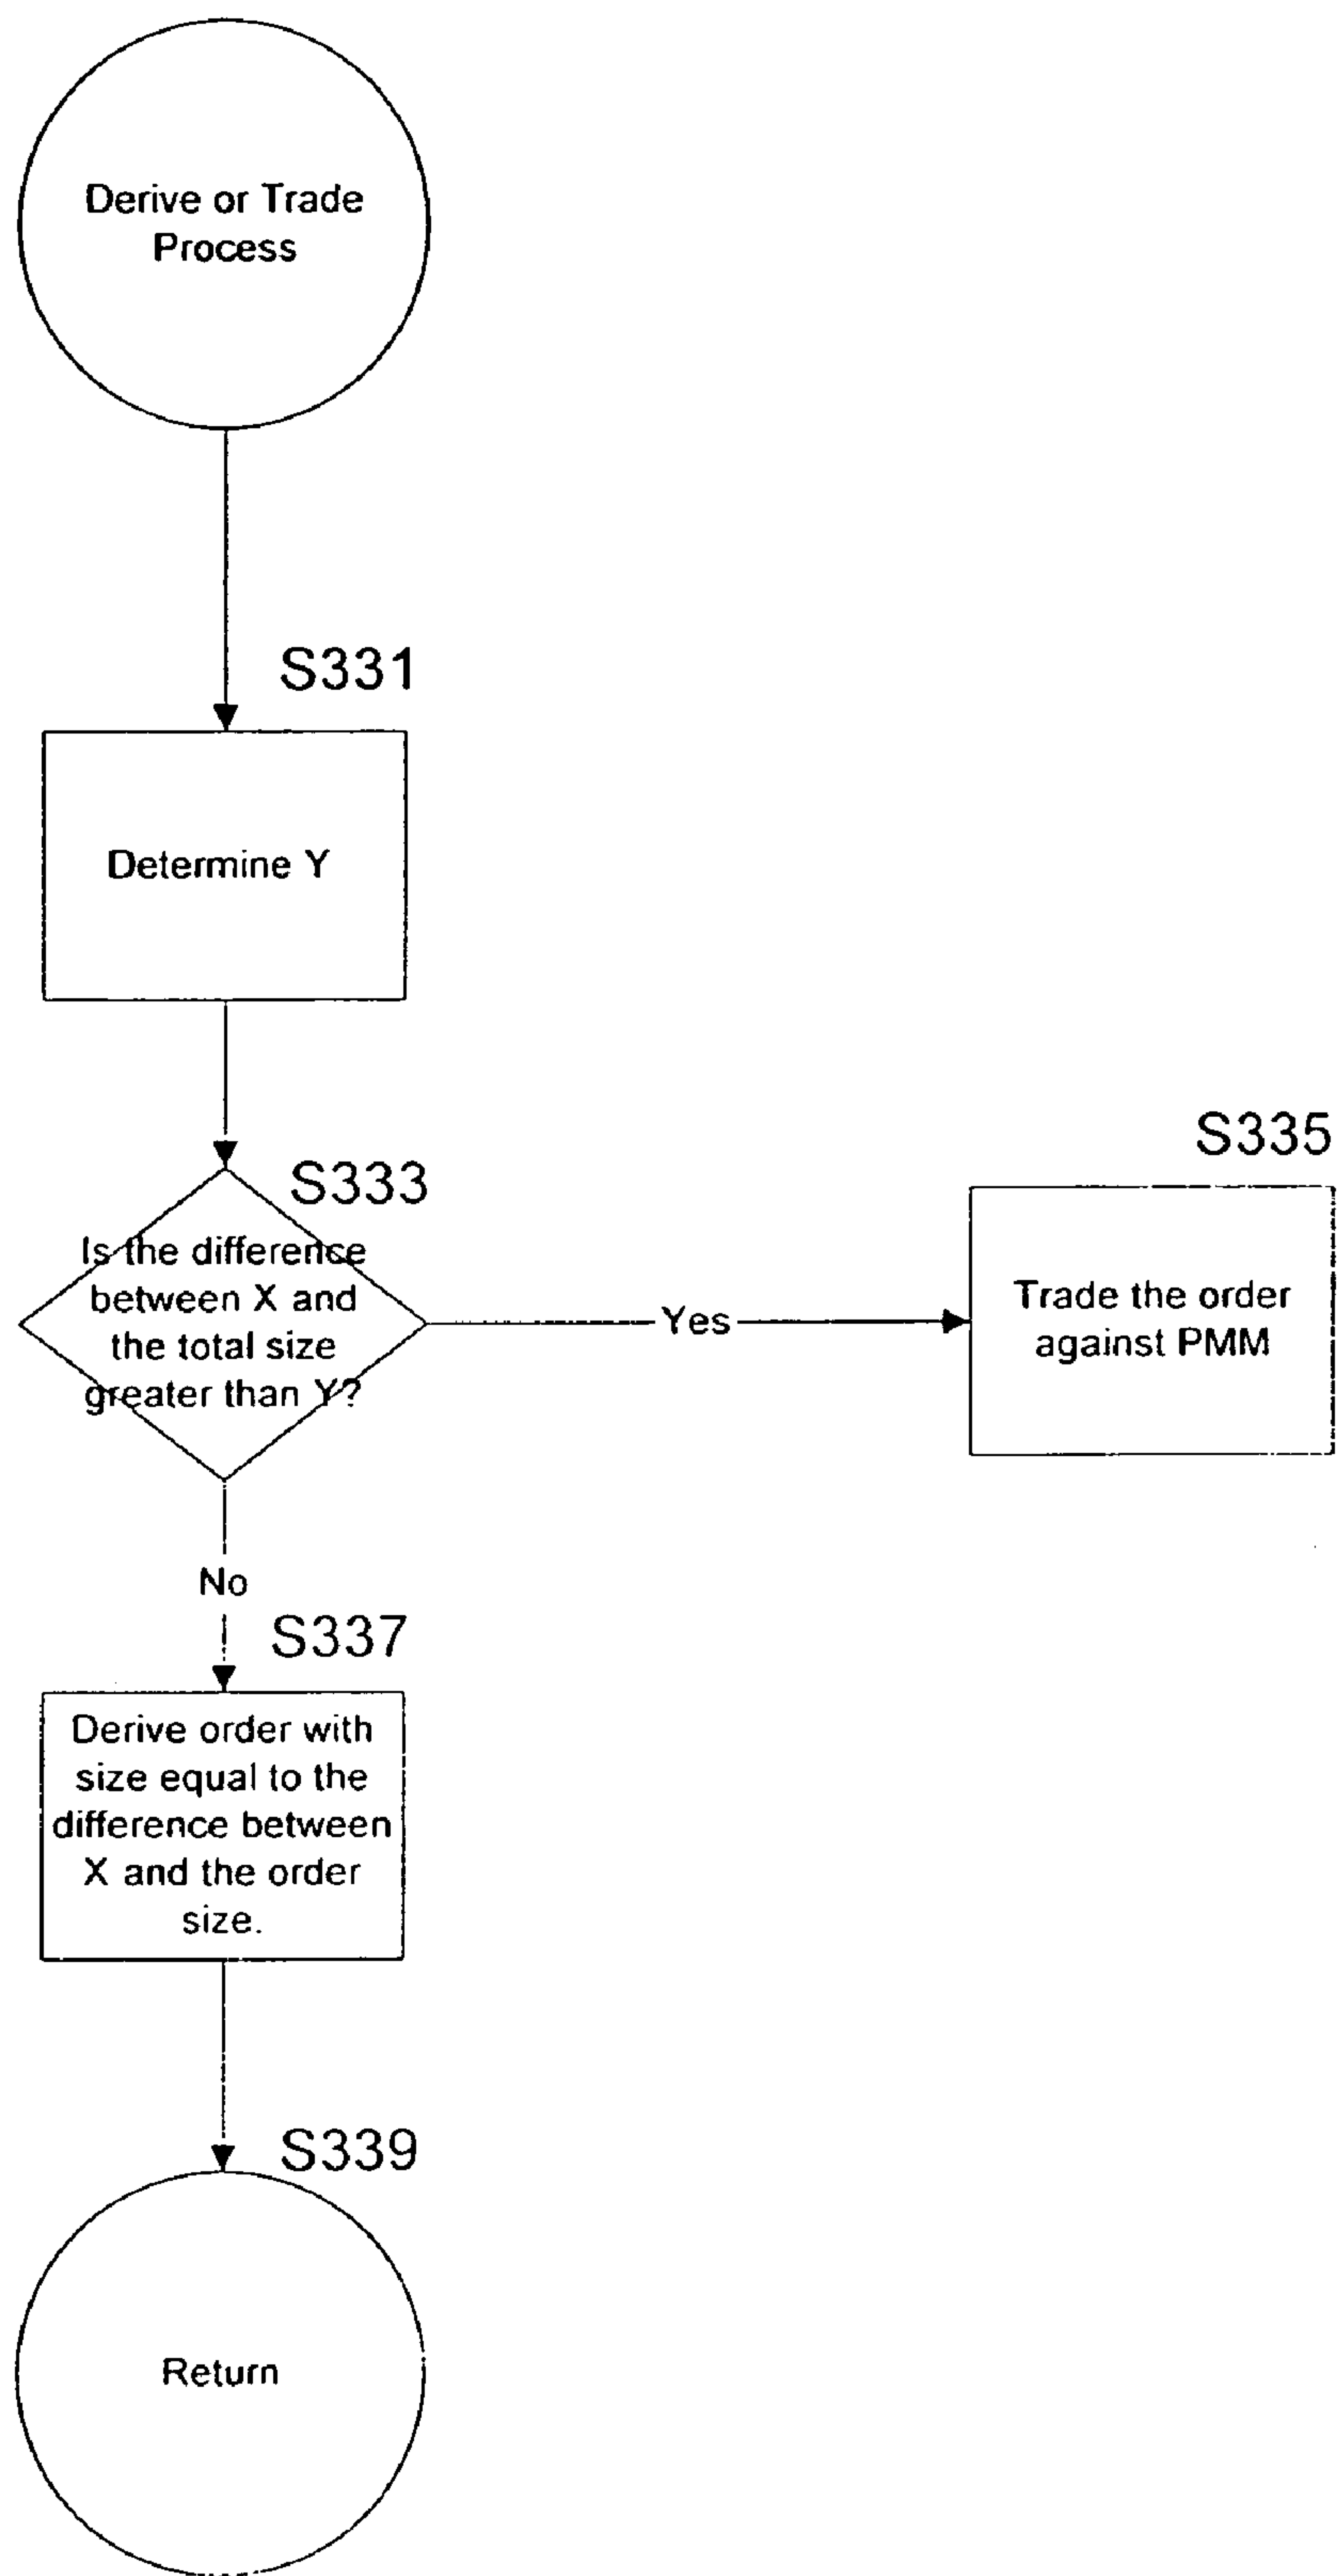 Derive or Trade
Process
S331
Determine Y
S333
Is the difference
between X and
the total size
greater than Y?
Yes
S335
Trade the order
against PMM
No
S337
Derive order with
size equal to the
difference between
X and the order
size.
S339
Return